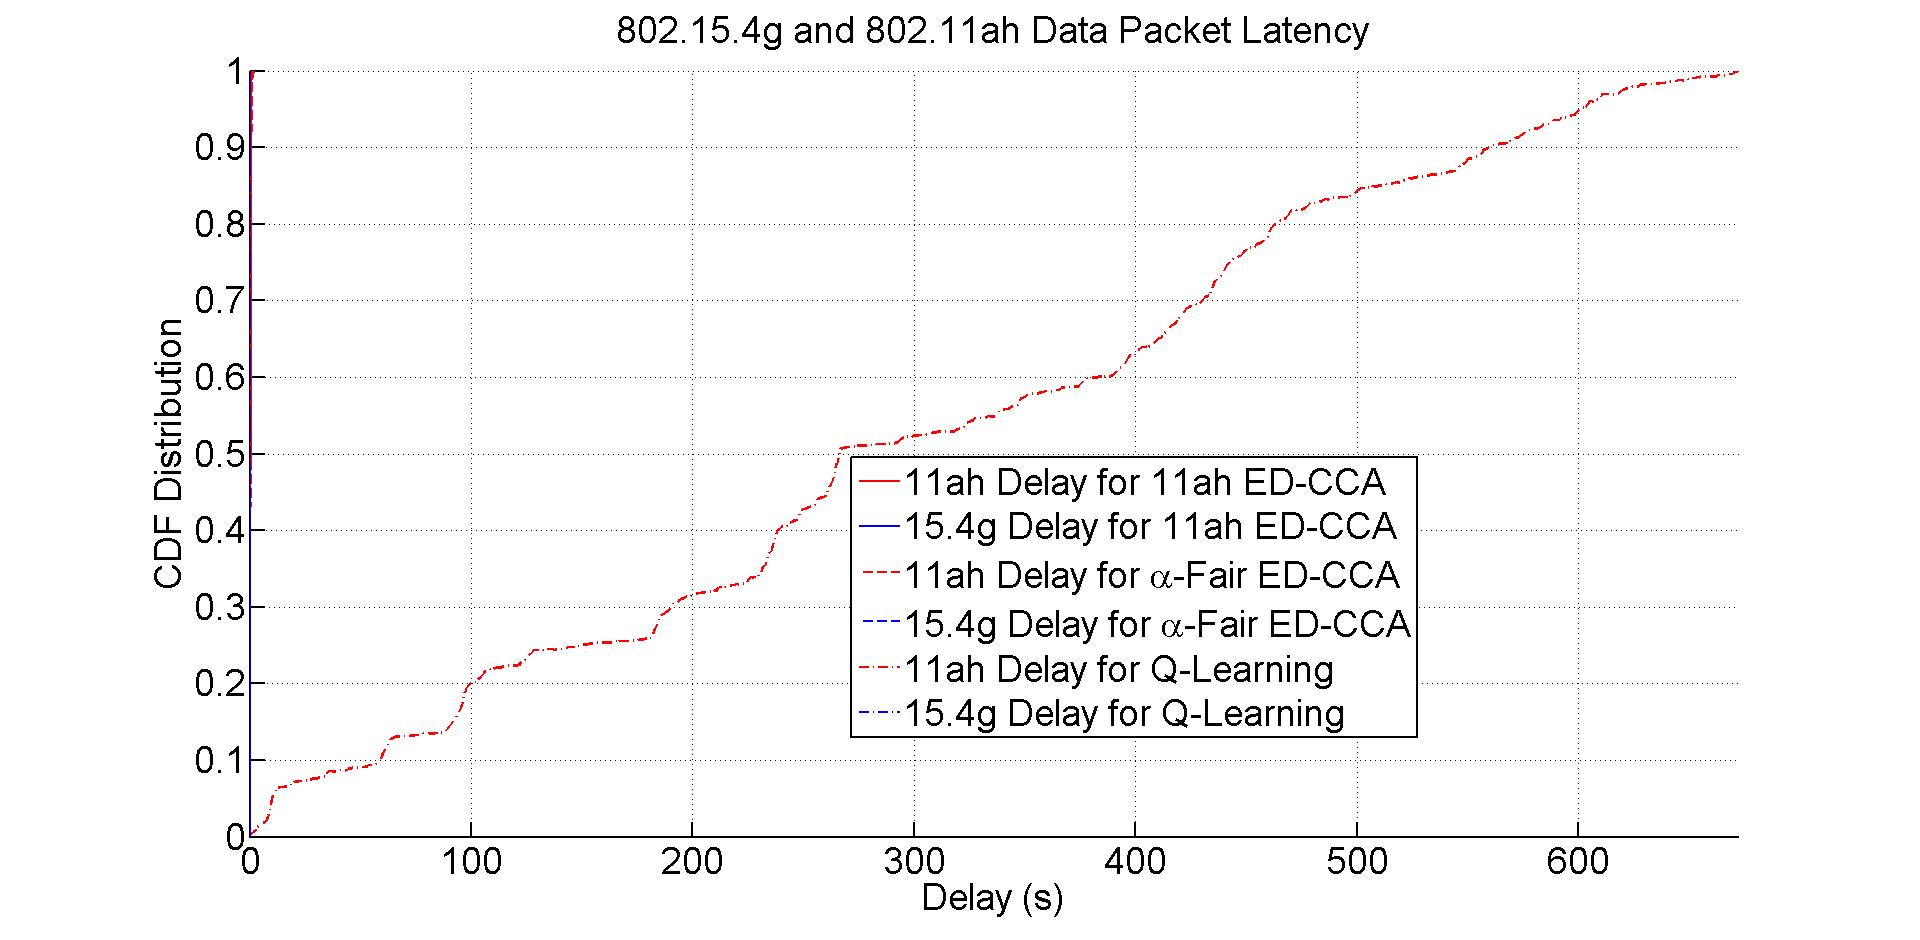 802.15.4g and 802.11ah Data Packet Latency
1
0.9
0.8
0.7
0.6
0.5
0.4
0.3
0.2
0.1
0
CDF Distribution
11ah Delay for 11ah ED-CCA
15.4g Delay for 11ah ED-CCA
11ah Delay for α-Fair ED-CCA
15.4g Delay for α-Fair ED-CCA
11ah Delay for Q-Learning
15.4g Delay for Q-Learning
0 100 200 300 400 500 600
Delay (s)